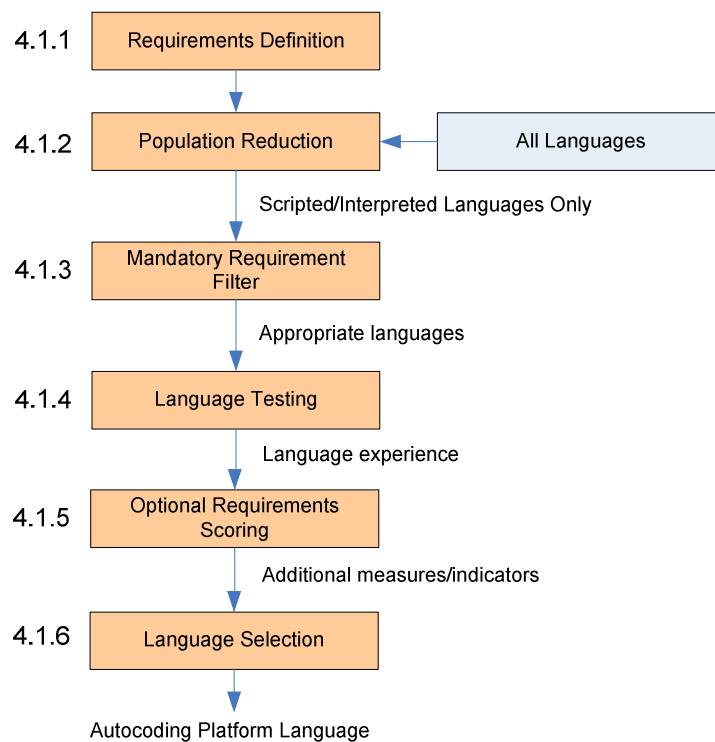 4.1.1
Requirements Definition
4.1.2
Population Reduction
All Languages
Scripted/Interpreted Languages Only
4.1.3
Mandatory Requirement
Filter
Appropriate languages
4.1.4
Language Testing
Language experience
4.1.5
Optional Requirements
Scoring
Additional measures/indicators
4.1.6
Language Selection
Autocoding Platform Language